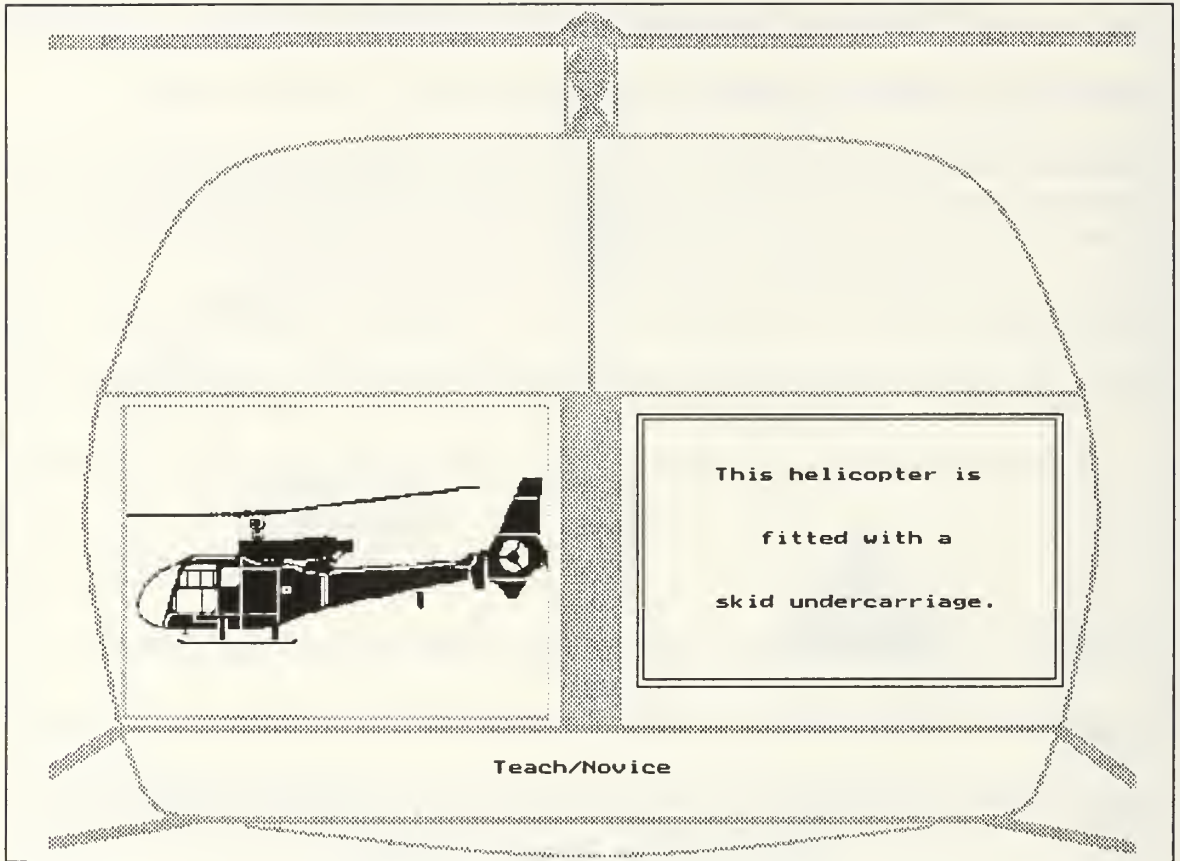 This helicopter is
fitted with a
skid undercarriage.
Teach/Novice